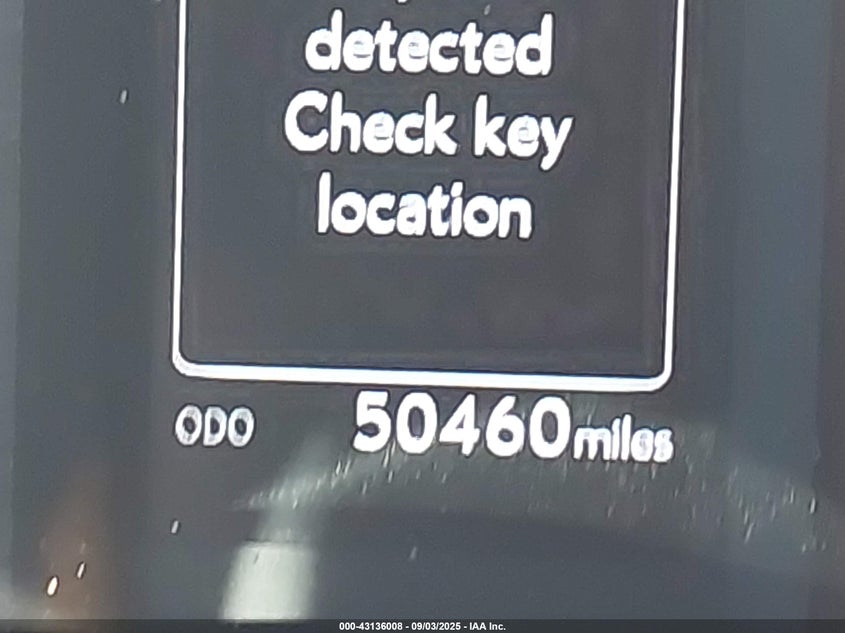 detected
Check key
location
ODO 50460 miles
000-43136008 - 09/03/2025 - IAA Inc.